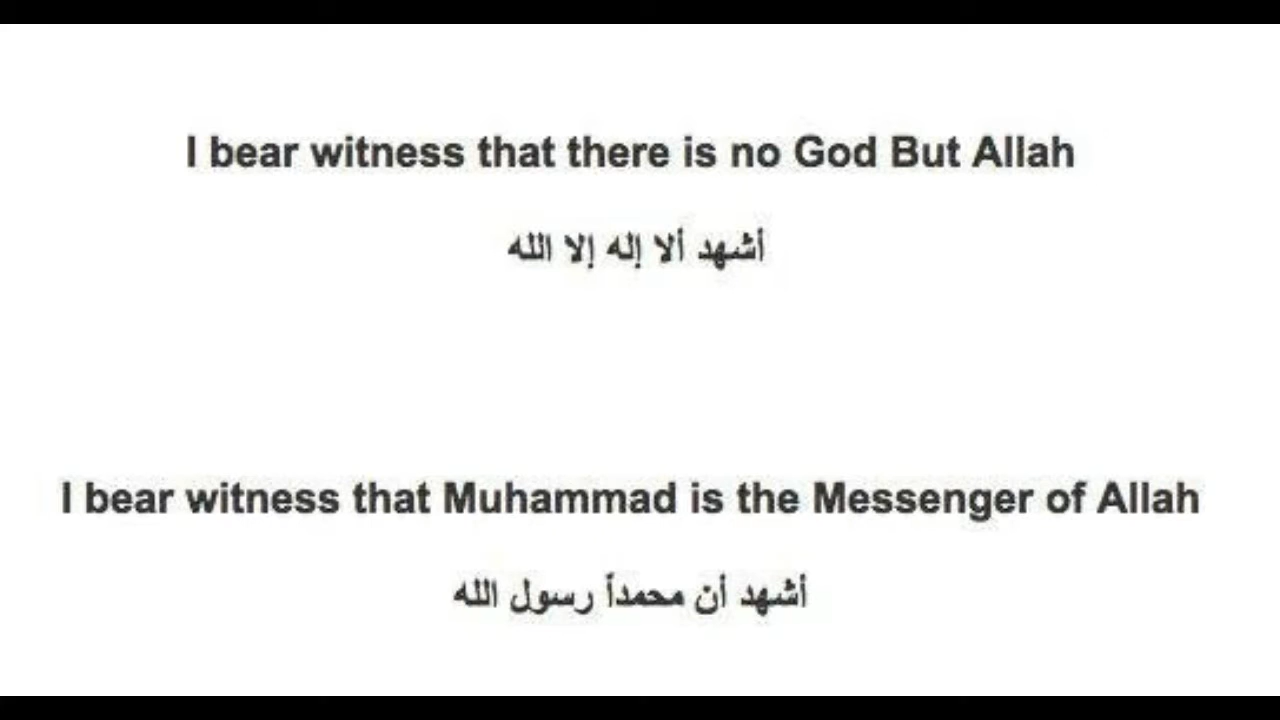 I bear witness that there is no God But Allah
أشهد ألا إله إلا الله
I bear witness that Muhammad is the Messenger of Allah
أشهد أن محمداً رسول الله